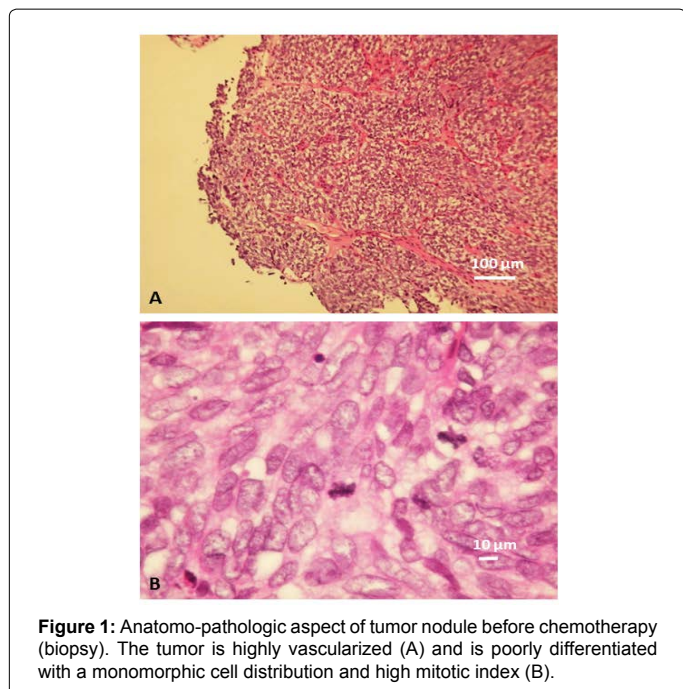 100 µm
A
10 µm
B
Figure 1: Anatomo-pathologic aspect of tumor nodule before chemotherapy
(biopsy). The tumor is highly vascularized (A) and is poorly differentiated
with a monomorphic cell distribution and high mitotic index (B).